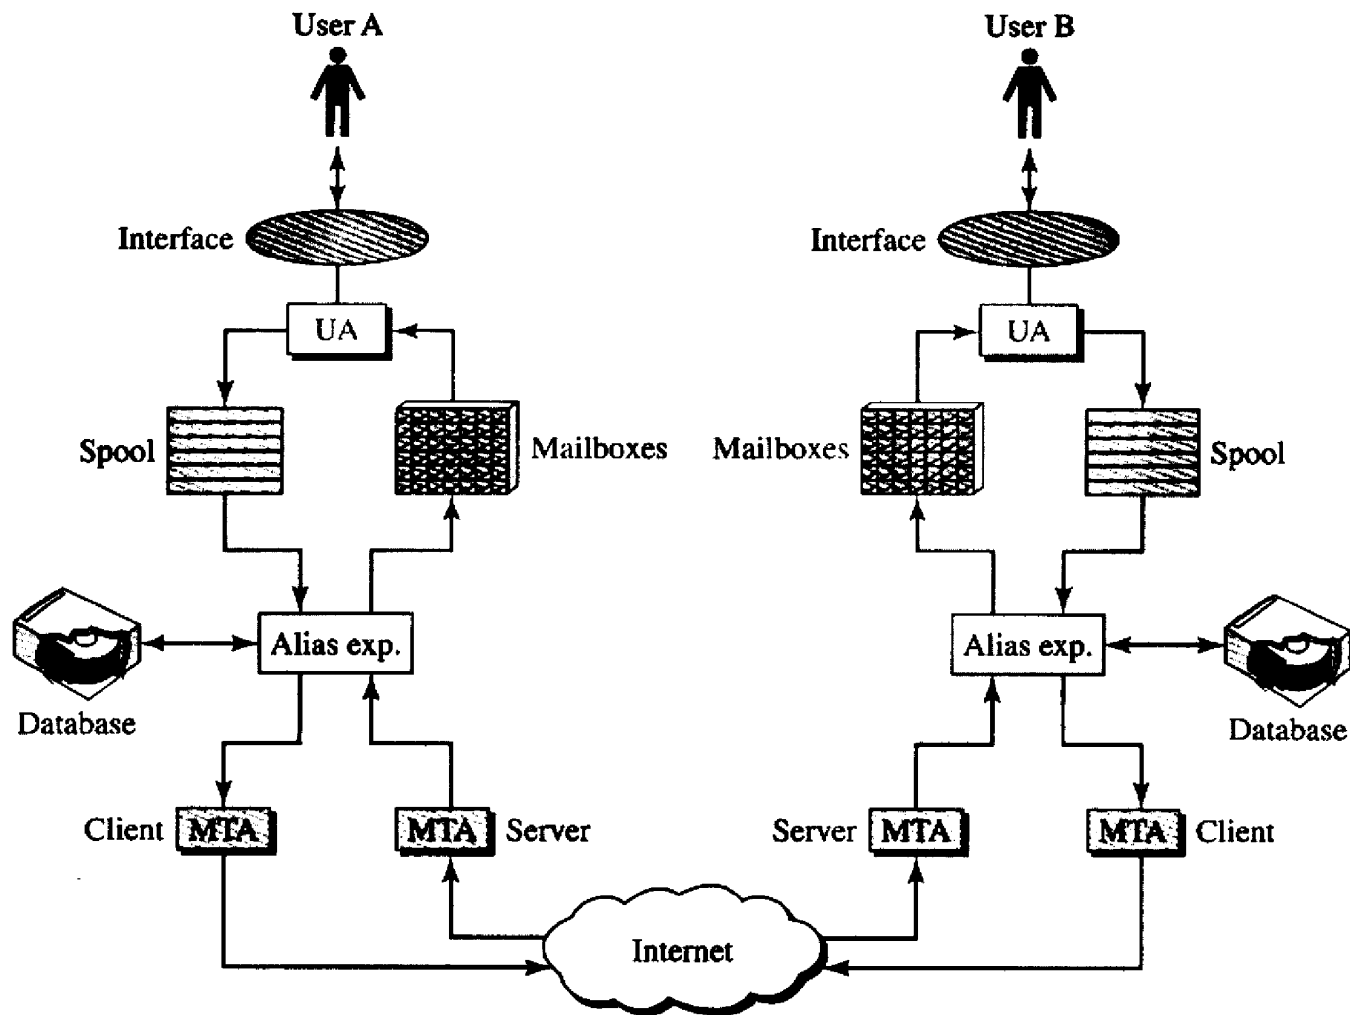 User A
User B
Interface
Interface
UA
UA
Spool
Mailboxes
Mailboxes
Spool
Alias exp.
Alias exp.
Database
Database
Client
MTA
MTA
Server
Server
MTA
MTA
Client
Internet